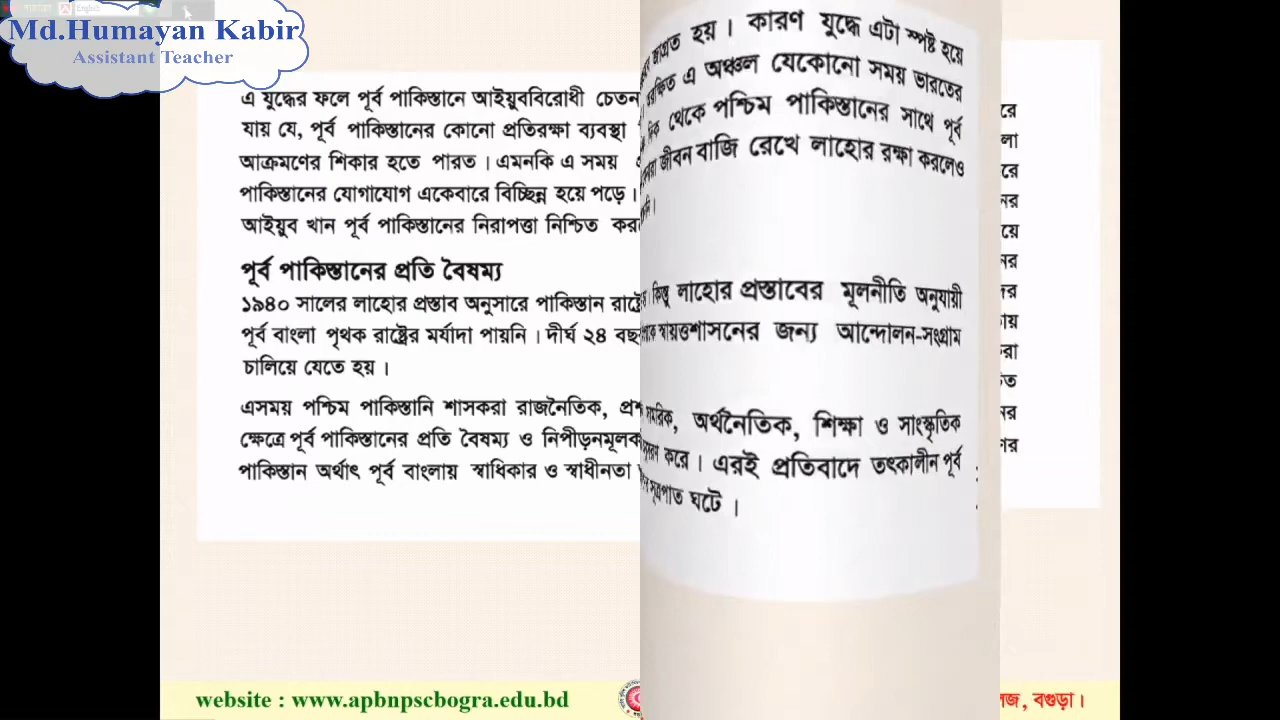 Md.Humayan Kabir
Assistant Teacher
এ যুদ্ধের ফলে পূর্ব পাকিস্তানে আইয়ুববিরোধী চেতন
যায় যে, পূর্ব পাকিস্তানের কোনো প্রতিরক্ষা ব্যবস্থা
আক্রমণের শিকার হতে পারত। এমনকি এ সময়
পাকিস্তানের যোগাযোগ একেবারে বিচ্ছিন্ন হয়ে পড়ে।
আইয়ুব খান পূর্ব পাকিস্তানের নিরাপত্তা নিশ্চিত কর
পূর্ব পাকিস্তানের প্রতি বৈষম্য
১৯৪০ সালের লাহোর প্রস্তাব অনুসারে পাকিস্তান রাষ্ট্রে
পূর্ব বাংলা পৃথক রাষ্ট্রের মর্যাদা পায়নি। দীর্ঘ ২৪ বছ
চালিয়ে যেতে হয়।
এসময় পশ্চিম পাকিস্তানি শাসকরা রাজনৈতিক, প্রশ
ক্ষেত্রে পূর্ব পাকিস্তানের প্রতি বৈষম্য ও নিপীড়নমূলক
পাকিস্তান অর্থাৎ পূর্ব বাংলায় স্বাধিকার ও স্বাধীনতা
জাগ্রত হয়। কারণ যুদ্ধে এটা স্পষ্ট হয়ে
এ অঞ্চল যেকোনো সময় ভারতের
দিক থেকে পশ্চিম পাকিস্তানের সাথে পূর্ব
জীবন বাজি রেখে লাহোর রক্ষা করলেও
কিন্তু লাহোর প্রস্তাবের মূলনীতি অনুযায়ী
স্বায়ত্তশাসনের জন্য আন্দোলন-সংগ্রাম
অর্থনৈতিক, শিক্ষা ও সাংস্কৃতিক
করে। এরই প্রতিবাদে তৎকালীন পূর্ব
সূত্রপাত ঘটে।
website : www.apbnpscbogra.edu.bd
জ, বগুড়া।